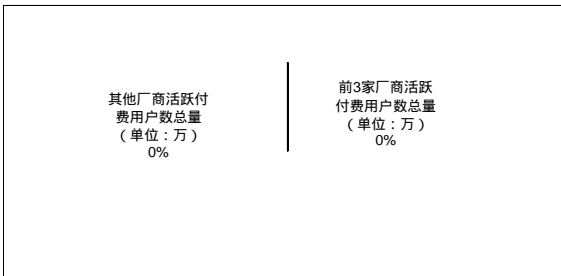 其他厂商活跃付
费用户数总量
（单位：万）
0%
前3家厂商活跃
付费用户数总量
（单位：万）
0%